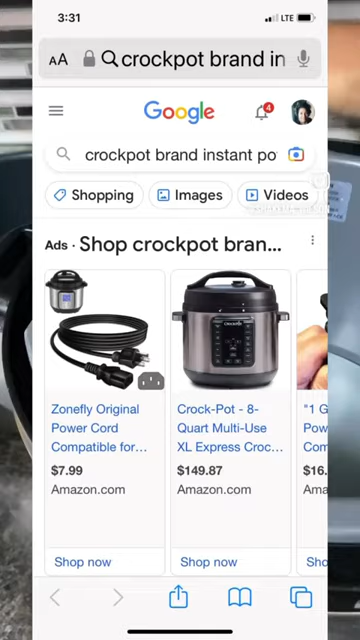 3:31
LTE
AA
crockpot brand in
Google
4
crockpot brand instant po
Shopping
Images
Videos
Ads · Shop crockpot bran...
Zonefly Original
Power Cord
Compatible for...
$7.99
Amazon.com
Shop now
Crock-Pot - 8-
Quart Multi-Use
XL Express Croc...
$149.87
Amazon.com
Shop now
"1 G
Pow
Com
$16.
Ama
Sho